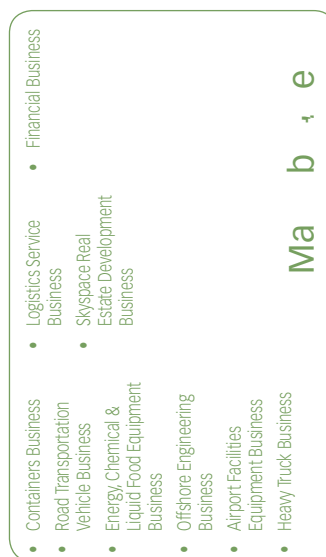 • Containers Business
• Road Transportation
Vehicle Business
• Energy, Chemical &
Liquid Food Equipment
Business
• Offshore Engineering
Business
• Airport Facilities
Equipment Business
• Heavy Truck Business
• Logistics Service
Business
• Skyspace Real
Estate Development
Business
• Financial Business